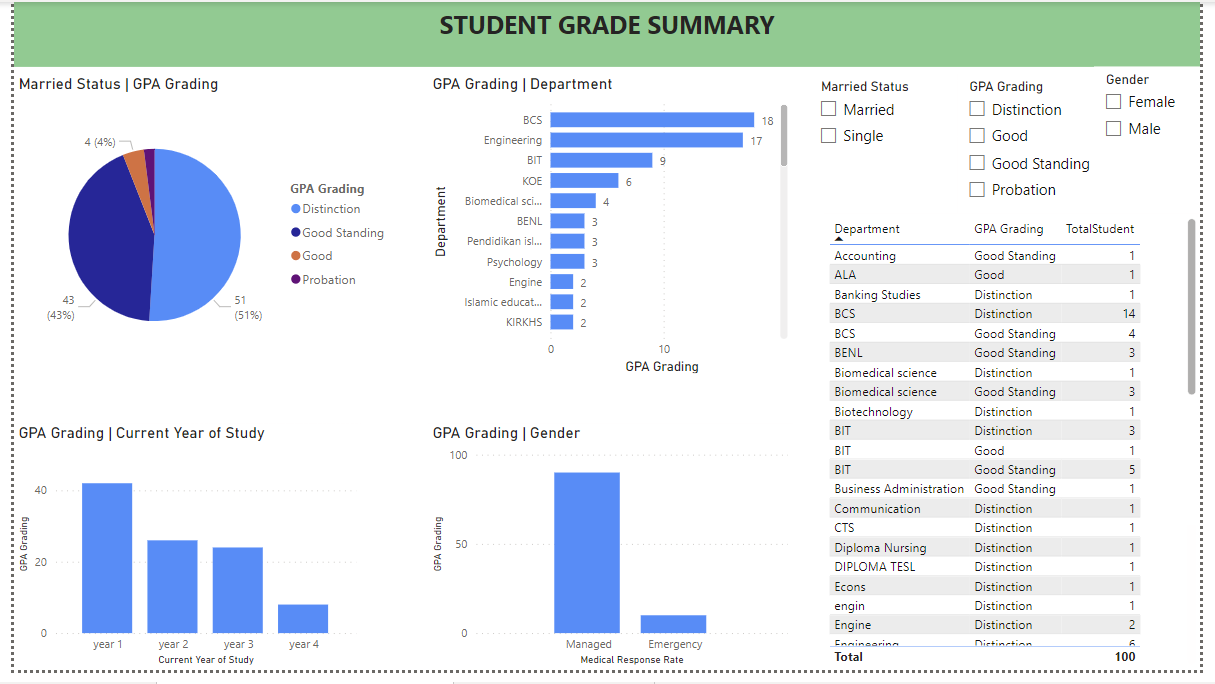 STUDENT GRADE SUMMARY
Married Status | GPA Grading
4 (4%)
43
(43%)
51
(51%)
GPA Grading
Distinction
Good Standing
Good
Probation
GPA Grading | Department
Department
BCS 18
Engineering 17
BIT 9
KOE 6
Biomedical sci... 4
BENL 3
Pendidikan isl... 3
Psychology 3
Engine 2
Islamic educat... 2
KIRKHS 2
0 10
GPA Grading
Married Status
Married
Single
GPA Grading
Distinction
Good
Good Standing
Probation
Gender
Female
Male
Department GPA Grading TotalStudent
Accounting Good Standing 1
ALA Good 1
Banking Studies Distinction 1
BCS Distinction 14
BCS Good Standing 4
BENL Good Standing 3
Biomedical science Distinction 1
Biomedical science Good Standing 3
Biotechnology Distinction 1
BIT Distinction 3
BIT Good 1
BIT Good Standing 5
Business Administration Good Standing 1
Communication Distinction 1
CTS Distinction 1
Diploma Nursing Distinction 1
DIPLOMA TESL Distinction 1
Econs Distinction 1
engin Distinction 1
Engine Distinction 2
Engineering Distinction 6
Total 100
GPA Grading | Current Year of Study
GPA Grading
40
20
0
year 1 year 2 year 3 year 4
Current Year of Study
GPA Grading | Gender
GPA Grading
100
50
0
Managed Emergency
Medical Response Rate